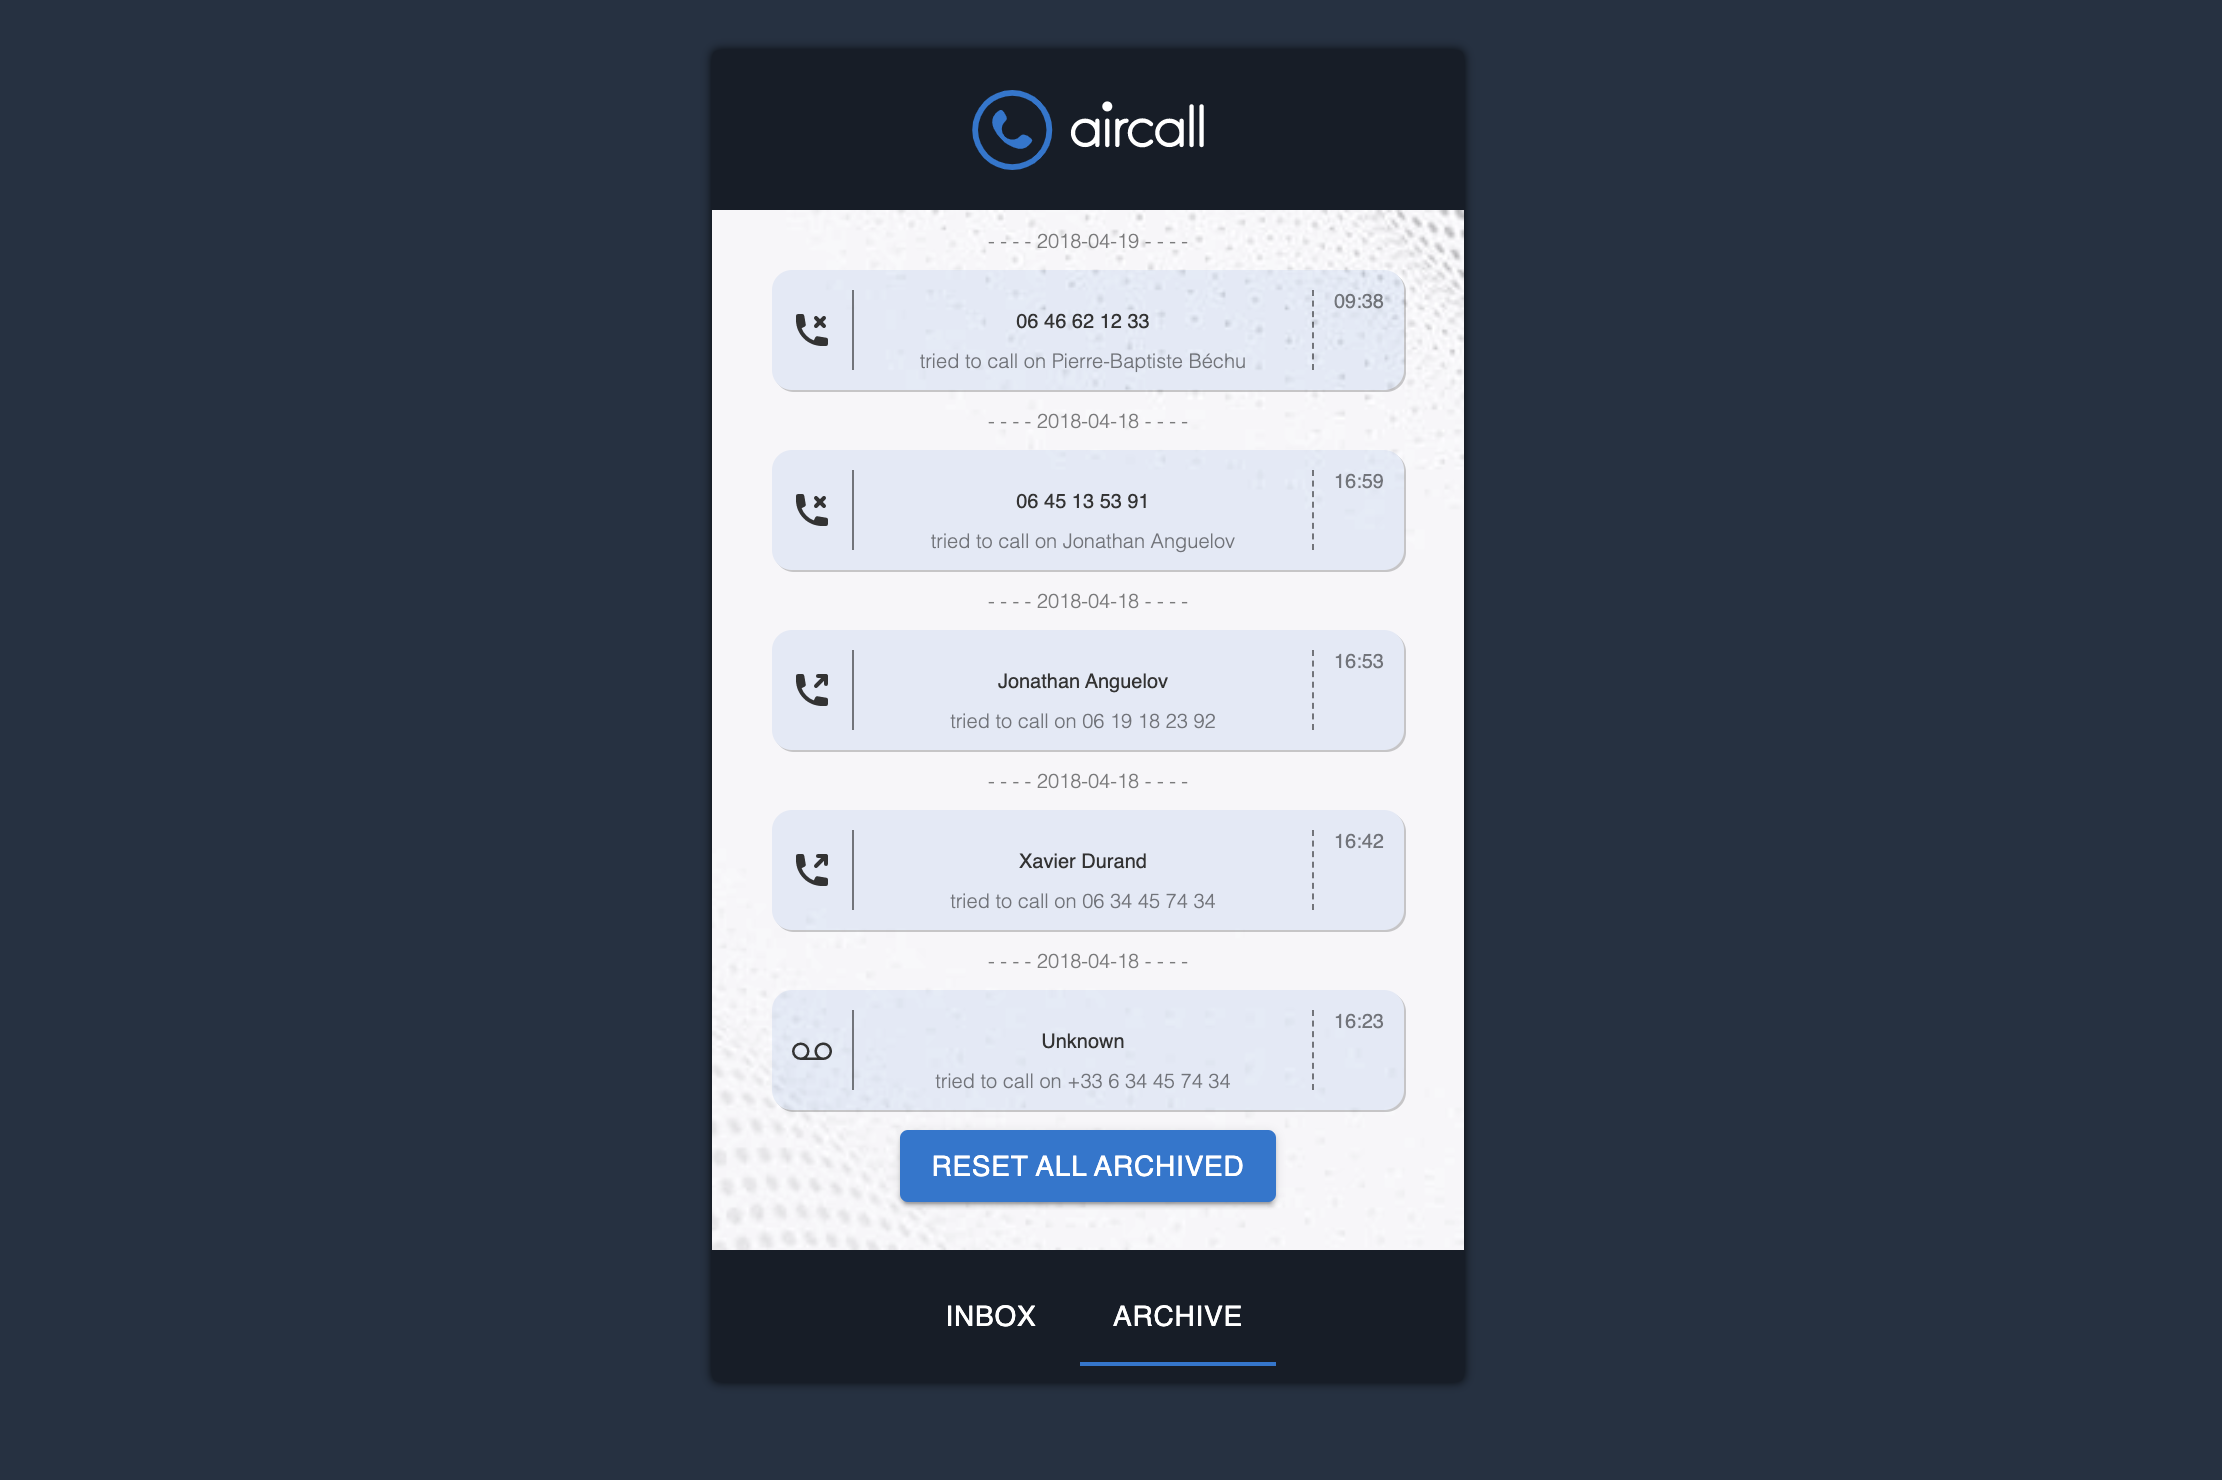 aircall
- - - - 2018-04-19 - - - -
09:38
06 46 62 12 33
tried to call on Pierre-Baptiste Béchu
- - - - 2018-04-18 - - - -
16:59
06 45 13 53 91
tried to call on Jonathan Anguelov
- - - - 2018-04-18 - - - -
16:53
Jonathan Anguelov
tried to call on 06 19 18 23 92
- - - - 2018-04-18 - - - -
16:42
Xavier Durand
tried to call on 06 34 45 74 34
- - - - 2018-04-18 - - - -
16:23
Unknown
tried to call on +33 6 34 45 74 34
RESET ALL ARCHIVED
INBOX ARCHIVE